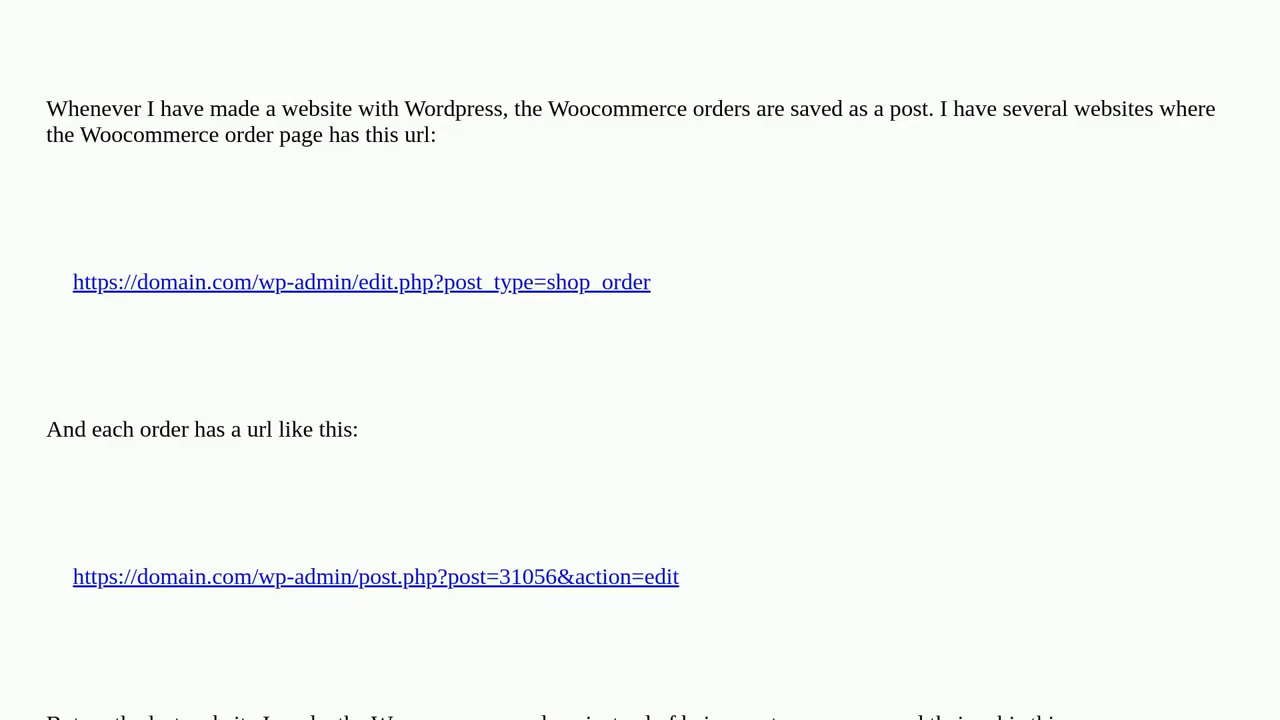 Whenever I have made a website with Wordpress, the Woocommerce orders are saved as a post. I have several websites where
the Woocommerce order page has this url:
https://domain.com/wp-admin/edit.php?post_type=shop_order
And each order has a url like this:
https://domain.com/wp-admin/post.php?post=31056&action=edit